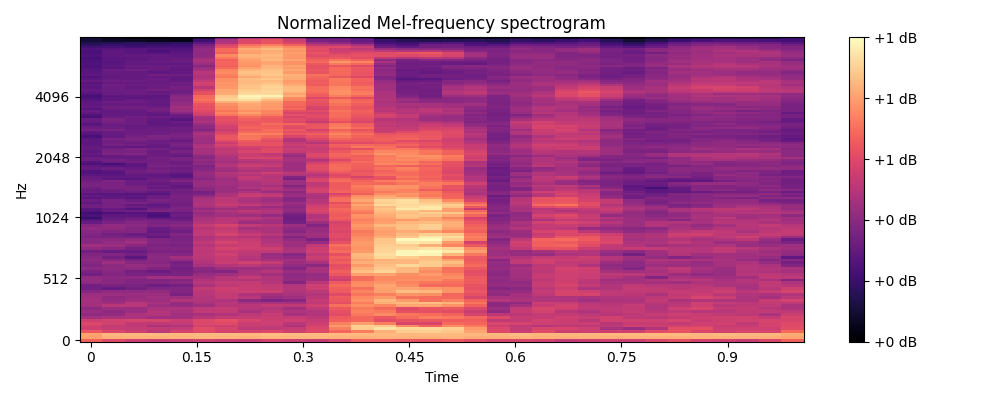 Normalized Mel-frequency spectrogram
Hz
4096
2048
1024
512
0
0 0.15 0.3 0.45 0.6 0.75 0.9
Time
+1 dB
+1 dB
+1 dB
+0 dB
+0 dB
+0 dB